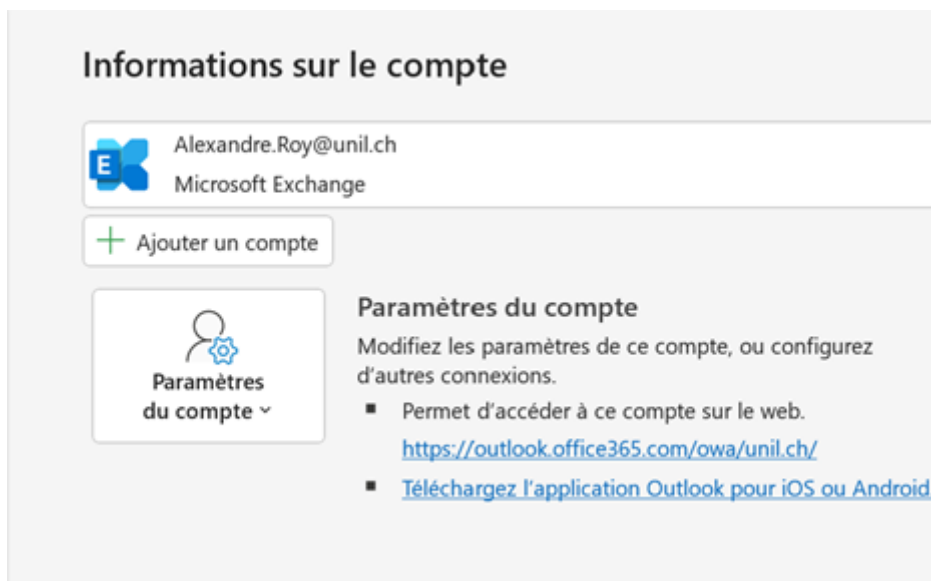 Informations sur le compte
E
Alexandre.Roy@unil.ch
Microsoft Exchange
Ajouter un compte
Paramètres
du compte
Paramètres du compte
Modifiez les paramètres de ce compte, ou configurez
d'autres connexions.
Permet d'accéder à ce compte sur le web.
https://outlook.office365.com/owa/unil.ch/
Téléchargez l'application Outlook pour iOS ou Android